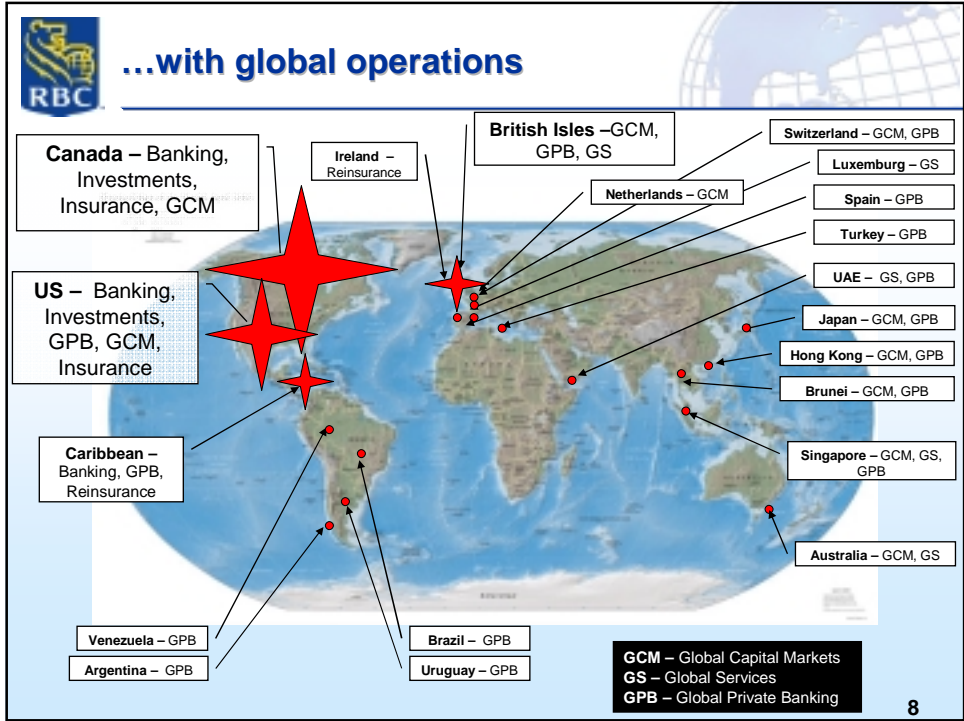 RBC
...with global operations
Canada – Banking,
Investments,
Insurance, GCM
Ireland –
Reinsurance
British Isles –GCM,
GPB, GS
Netherlands – GCM
Switzerland – GCM, GPB
Luxemburg – GS
Spain – GPB
Turkey – GPB
UAE – GS, GPB
Japan – GCM, GPB
Hong Kong – GCM, GPB
Brunei – GCM, GPB
Singapore – GCM, GS,
GPB
Australia – GCM, GS
US – Banking,
Investments,
GPB, GCM,
Insurance
Caribbean –
Banking, GPB,
Reinsurance
Venezuela – GPB
Argentina – GPB
Brazil – GPB
Uruguay – GPB
GCM – Global Capital Markets
GS – Global Services
GPB – Global Private Banking
8